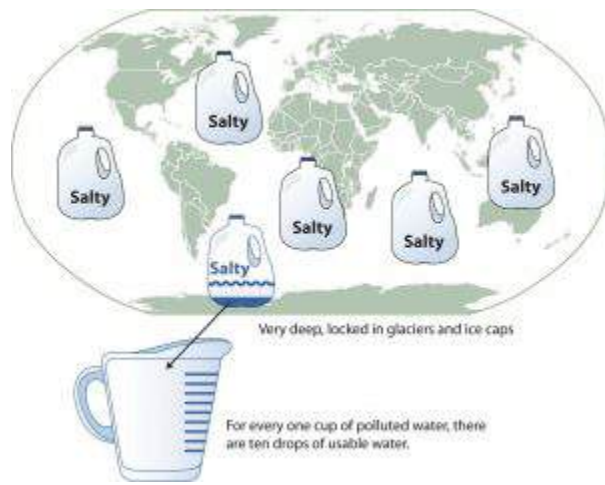 Salty
Salty
Salty
Salty
Salty
Salty
Salty
Very deep, locked in glaciers and ice caps
For every one cup of polluted water, there
are ten drops of usable water.